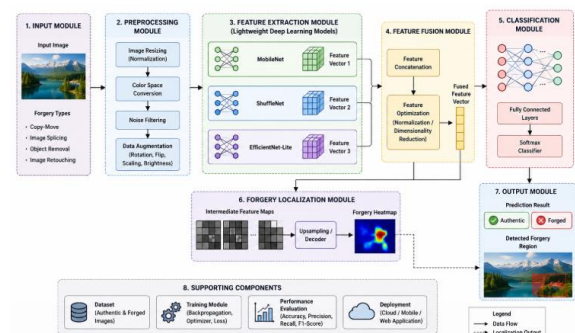 1. INPUT MODULE
Input Image
Forgery Types
• Copy-Move
• Image Splicing
• Object Removal
• Image Retouching
2. PREPROCESSING
MODULE
Image Resizing
(Normalization)
Color Space
Conversion
Noise Filtering
Data Augmentation
(Rotation, Flip,
Scaling, Brightness)
3. FEATURE EXTRACTION MODULE
(Lightweight Deep Learning Models)
MobileNet
Feature
Vector 1
ShuffleNet
Feature
Vector 2
EfficientNet-Lite
Feature
Vector 3
4. FEATURE FUSION MODULE
Feature
Concatenation
Feature
Optimization
(Normalization /
Dimensionality
Reduction)
Fused
Feature
Vector
5. CLASSIFICATION
MODULE
Fully Connected
Layers
Softmax
Classifier
6. FORGERY LOCALIZATION MODULE
Intermediate Feature Maps
Upsampling /
Decoder
Forgery Heatmap
7. OUTPUT MODULE
Prediction Result
Authentic
Forged
Detected Forgery
Region
8. SUPPORTING COMPONENTS
Dataset
(Authentic & Forged
Images)
Training Module
(Backpropagation,
Optimizer, Loss)
Performance
Evaluation
(Accuracy, Precision,
Recall, F1-Score)
Deployment
(Cloud / Mobile /
Web Application)
Legend
Data Flow